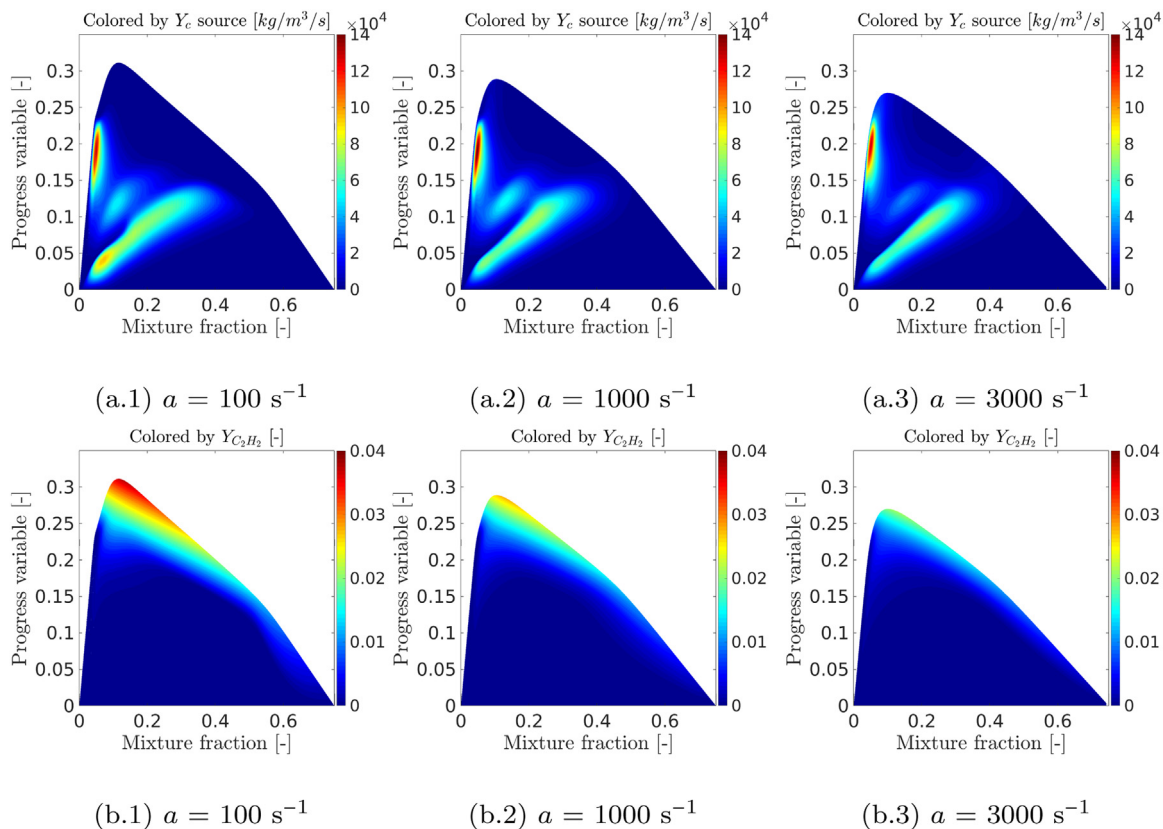 Colored by Y_c source [kg/m³/s] ×10⁴
14
12
10
8
6
4
2
0
0.3
0.25
0.2
0.15
0.1
0.05
0
Progress variable [-]
0 0.2 0.4 0.6
Mixture fraction [-]
(a.1) a = 100 s⁻¹
Colored by Y_c source [kg/m³/s] ×10⁴
14
12
10
8
6
4
2
0
0.3
0.25
0.2
0.15
0.1
0.05
0
Progress variable [-]
0 0.2 0.4 0.6
Mixture fraction [-]
(a.2) a = 1000 s⁻¹
Colored by Y_c source [kg/m³/s] ×10⁴
14
12
10
8
6
4
2
0
0.3
0.25
0.2
0.15
0.1
0.05
0
Progress variable [-]
0 0.2 0.4 0.6
Mixture fraction [-]
(a.3) a = 3000 s⁻¹
Colored by Y_{C₂H₂} [-]
0.04
0.03
0.02
0.01
0
0.3
0.25
0.2
0.15
0.1
0.05
0
Progress variable [-]
0 0.2 0.4 0.6
Mixture fraction [-]
(b.1) a = 100 s⁻¹
Colored by Y_{C₂H₂} [-]
0.04
0.03
0.02
0.01
0
0.3
0.25
0.2
0.15
0.1
0.05
0
Progress variable [-]
0 0.2 0.4 0.6
Mixture fraction [-]
(b.2) a = 1000 s⁻¹
Colored by Y_{C₂H₂} [-]
0.04
0.03
0.02
0.01
0
0.3
0.25
0.2
0.15
0.1
0.05
0
Progress variable [-]
0 0.2 0.4 0.6
Mixture fraction [-]
(b.3) a = 3000 s⁻¹